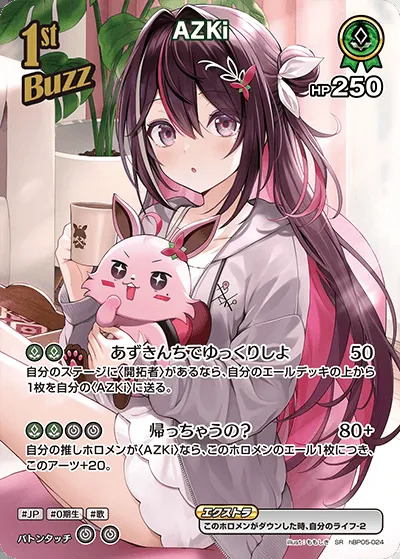 1st
Buzz
AZKi
HP250
あずきんちでゆっくりしよ 50
自分のステージに〈開拓者〉があるなら、自分のエールデッキの上から
1枚を自分の〈AZKi〉に送る。
帰っちゃうの? 80+
自分の推しホロメンが〈AZKi〉なら、このホロメンのエール1枚につき、
このアーツ+20。
#JP #0期生 #歌
エクストラ
このホロメンがダウンした時、自分のライフ-2
バトンタッチ
illust:ももしき SR hBP05-024